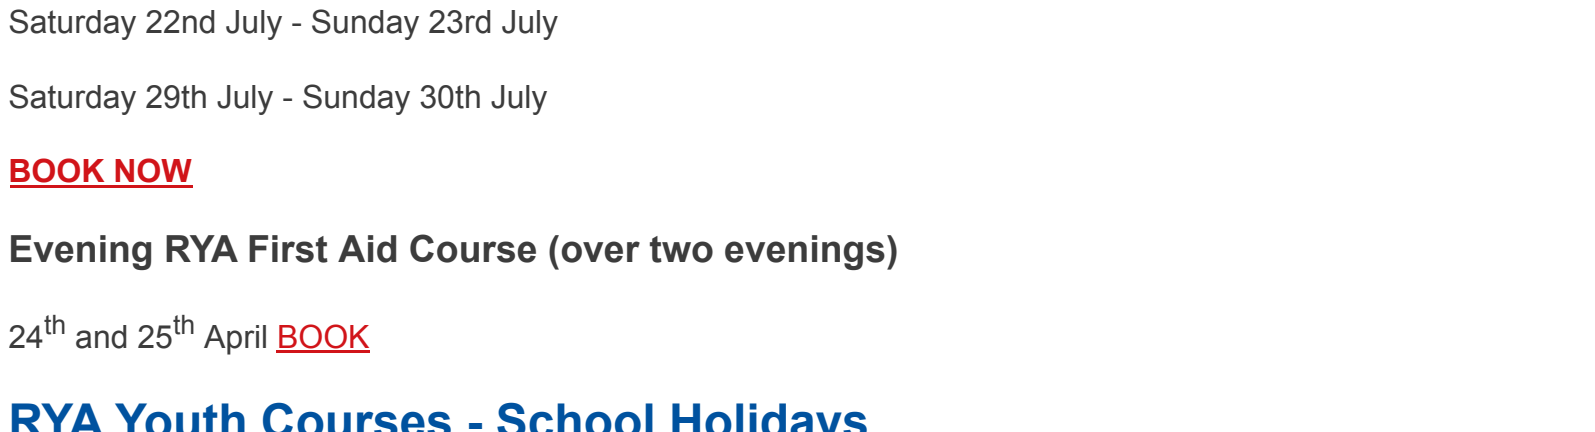 Saturday 22nd July - Sunday 23rd July
Saturday 29th July - Sunday 30th July
BOOK NOW
Evening RYA First Aid Course (over two evenings)
24th and 25th April BOOK
RYA Youth Courses - School Holidays